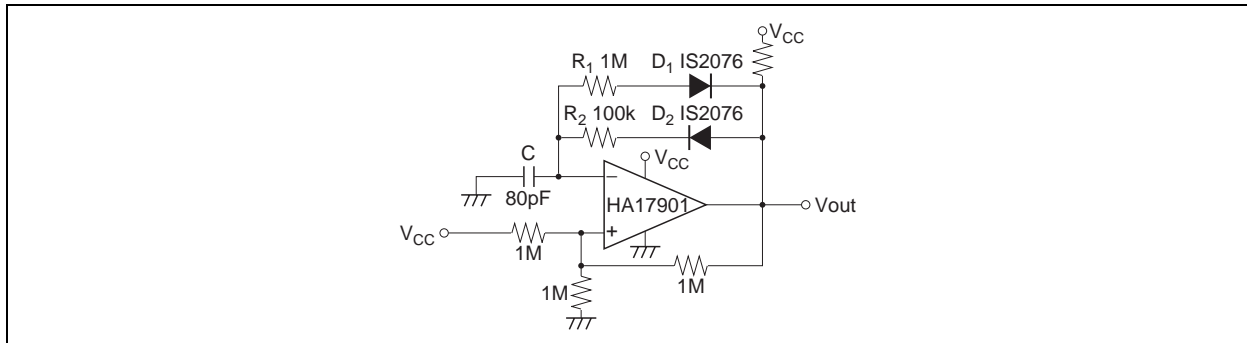 VCC
R1 1M
D1 IS2076
R2 100k
D2 IS2076
C
VCC
80pF
−
HA17901
Vout
VCC
+
1M
1M
1M